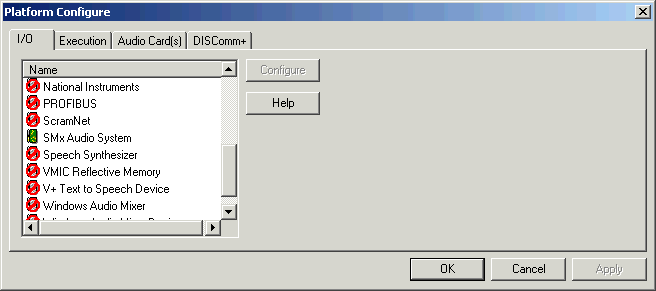 Platform Configure
I/O Execution Audio Card(s) DISComm+
Name
National Instruments
PROFIBUS
ScramNet
SMx Audio System
Speech Synthesizer
VMIC Reflective Memory
V+ Text to Speech Device
Windows Audio Mixer
Configure
Help
OK Cancel Apply